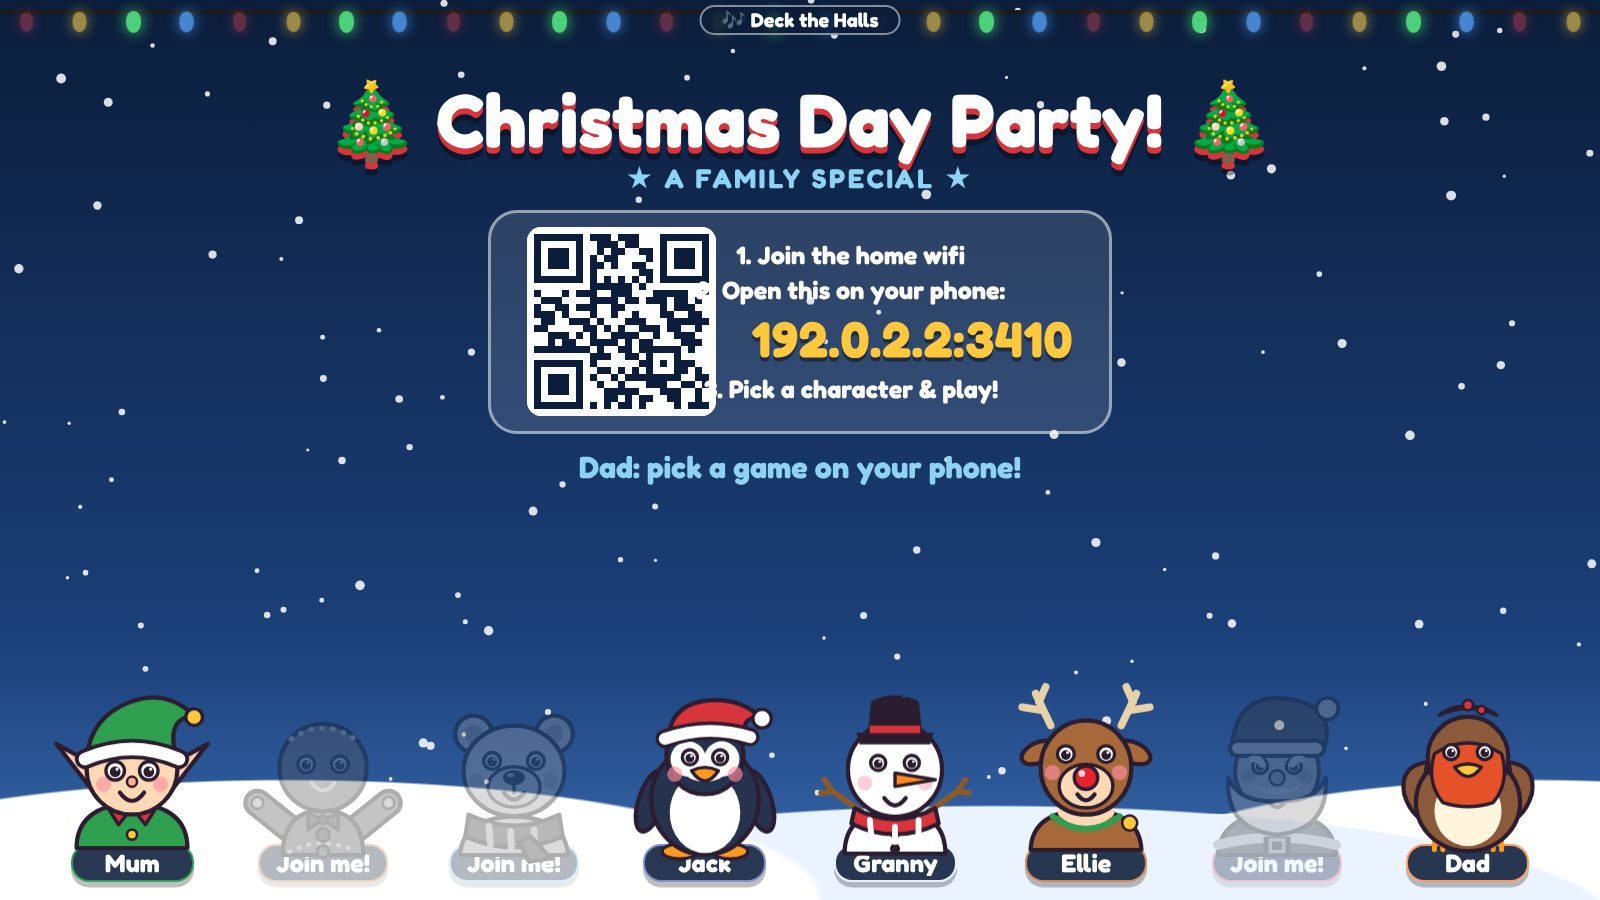 Deck the Halls
Christmas Day Party!
★ A FAMILY SPECIAL ★
1. Join the home wifi
Open this on your phone:
192.0.2.2:3410
. Pick a character & play!
Dad: pick a game on your phone!
Mum
Join me!
Join me!
Jack
Granny
Ellie
Join me!
Dad